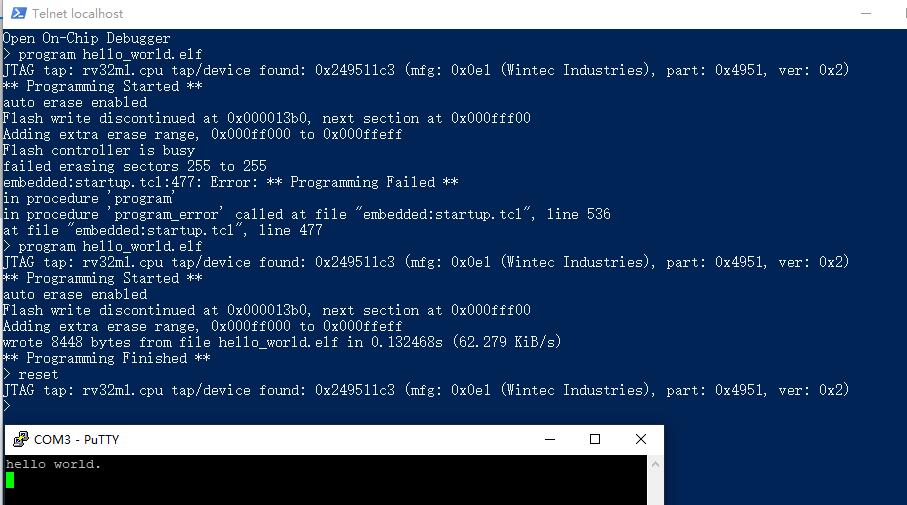 Telnet localhost
Open On-Chip Debugger
> program hello_world.elf
JTAG tap: rv32m1.cpu tap/device found: 0x249511c3 (mfg: 0x0e1 (Wintec Industries), part: 0x4951, ver: 0x2)
** Programming Started **
auto erase enabled
Flash write discontinued at 0x000013b0, next section at 0x000fff00
Adding extra erase range, 0x000ff000 to 0x000ffeff
Flash controller is busy
failed erasing sectors 255 to 255
embedded:startup.tcl:477: Error: ** Programming Failed **
in procedure 'program'
in procedure 'program_error' called at file "embedded:startup.tcl", line 536
at file "embedded:startup.tcl", line 477
> program hello_world.elf
JTAG tap: rv32m1.cpu tap/device found: 0x249511c3 (mfg: 0x0e1 (Wintec Industries), part: 0x4951, ver: 0x2)
** Programming Started **
auto erase enabled
Flash write discontinued at 0x000013b0, next section at 0x000fff00
Adding extra erase range, 0x000ff000 to 0x000ffeff
wrote 8448 bytes from file hello_world.elf in 0.132468s (62.279 KiB/s)
** Programming Finished **
> reset
JTAG tap: rv32m1.cpu tap/device found: 0x249511c3 (mfg: 0x0e1 (Wintec Industries), part: 0x4951, ver: 0x2)
>
COM3 - PuTTY
hello world.